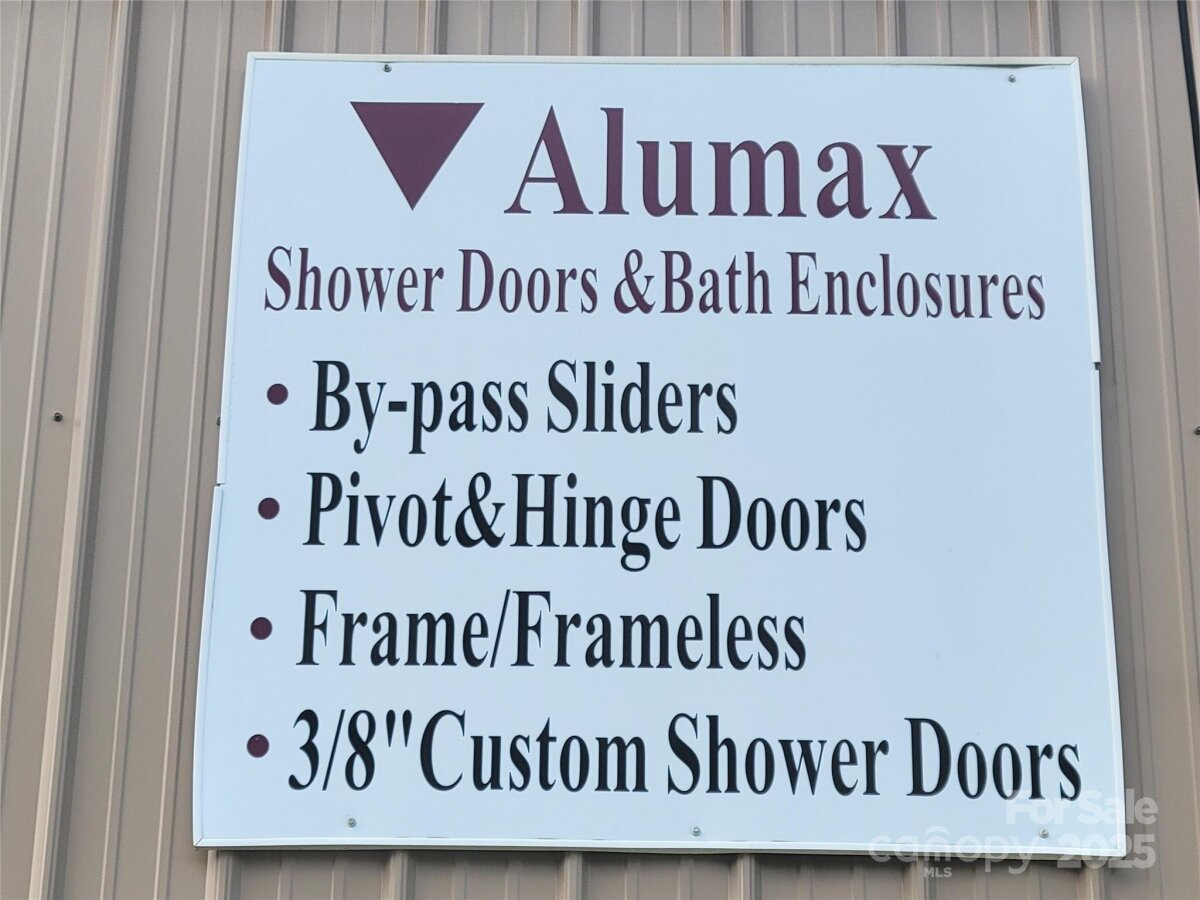 Alumax
Shower Doors &Bath Enclosures
• By-pass Sliders
• Pivot&Hinge Doors
• Frame/Frameless
• 3/8"Custom Shower Doors
For Sale
canopy 2025
MLS